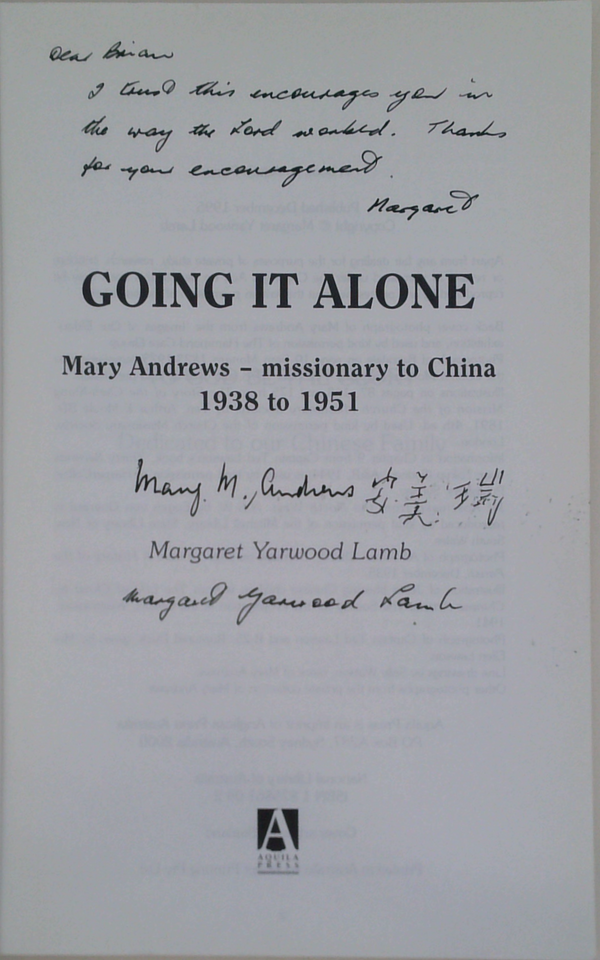 Dear Brian
I trust this encourages you in
the way the Lord worked. Thanks
for your encouragement.
Margaret
GOING IT ALONE
Mary Andrews – missionary to China
1938 to 1951
Mary M. Andrews
Margaret Yarwood Lamb
Margaret Yarwood Lamb
A
AQUILA
PRESS